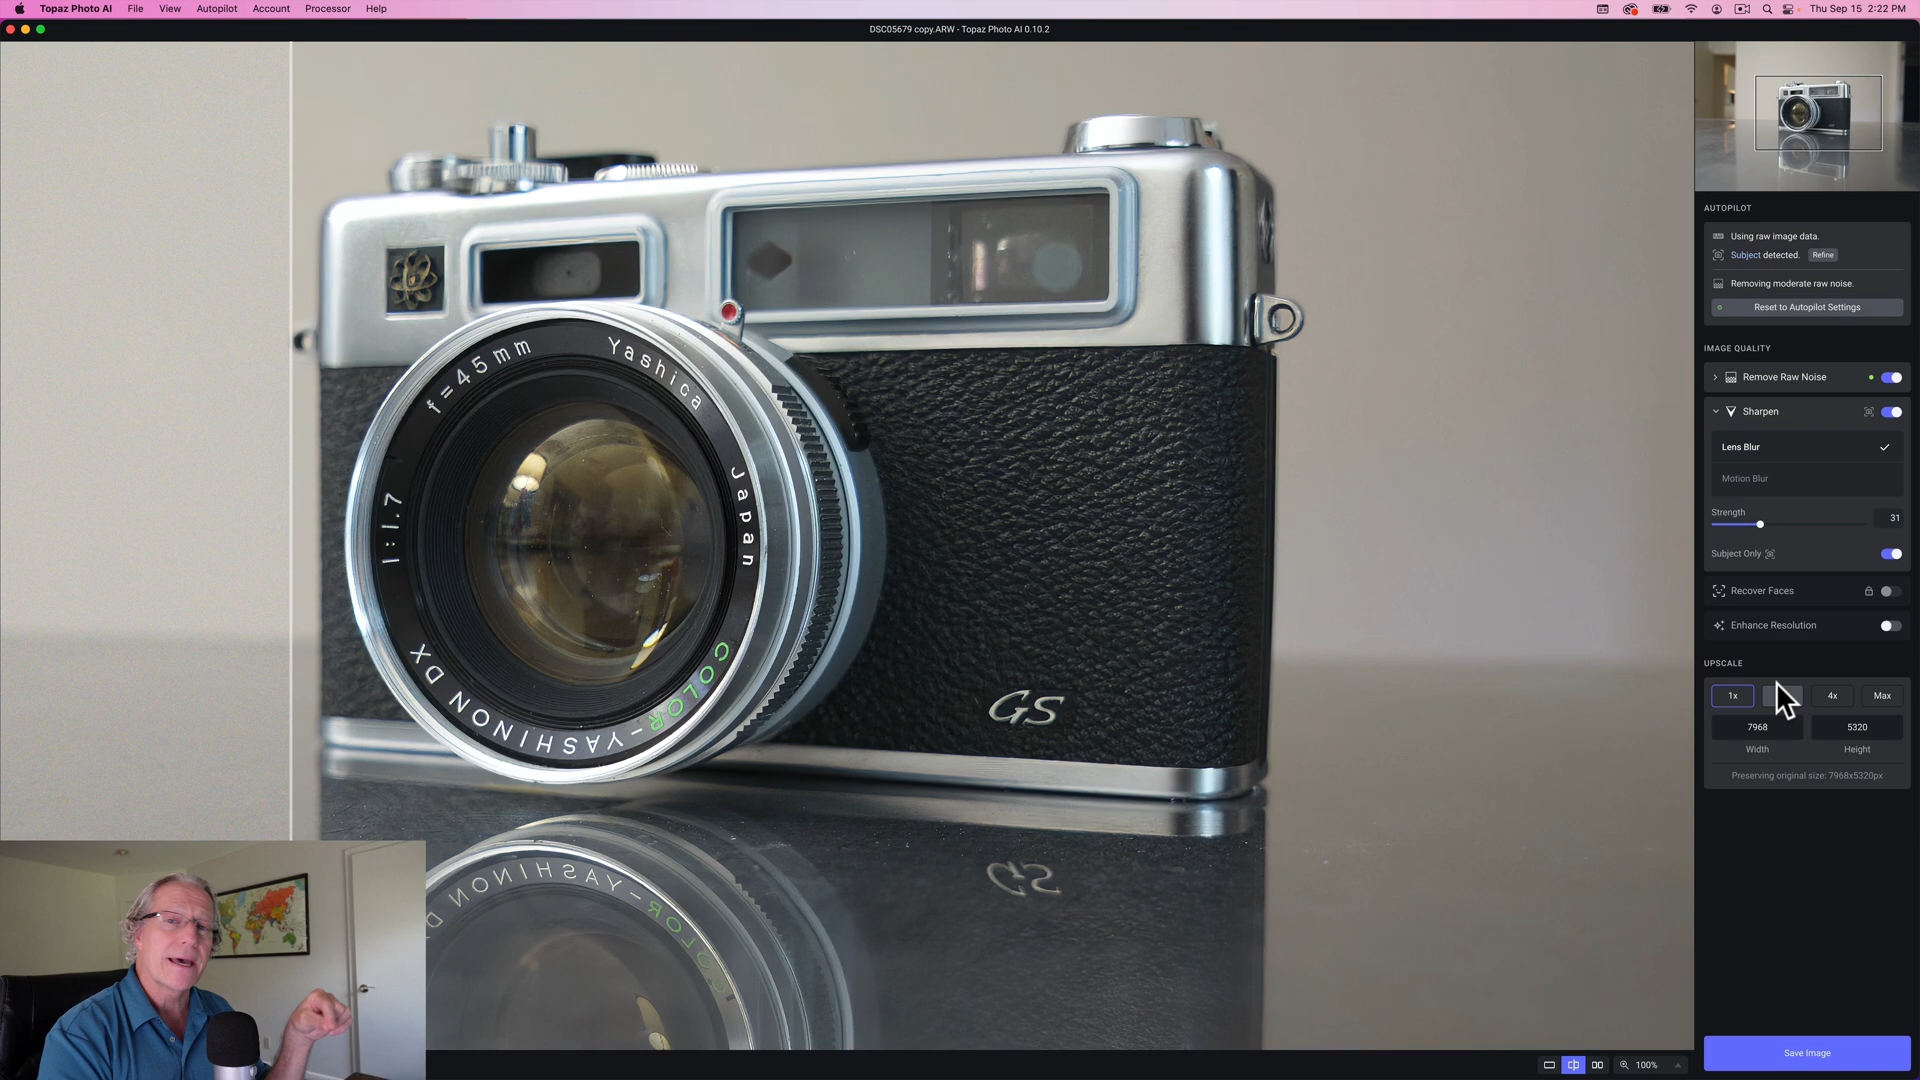 Topaz Photo AI File View Autopilot Account Processor Help Thu Sep 15 2:22 PM
DSC05679 copy.ARW - Topaz Photo AI 0.10.2
AUTOPILOT
Using raw image data.
Subject detected. Refine
Removing moderate raw noise.
Reset to Autopilot Settings
IMAGE QUALITY
Remove Raw Noise
Sharpen
Lens Blur
Motion Blur
Strength 31
Subject Only
Recover Faces
Enhance Resolution
UPSCALE
1x 4x Max
7968 5320
Width Height
Preserving original size: 7968x5320px
Save Image
100%
1:1.7 f=45mm Yashica Japan
COLOR-YASHINON DX
GS
COLOR-YASHINON D
GS